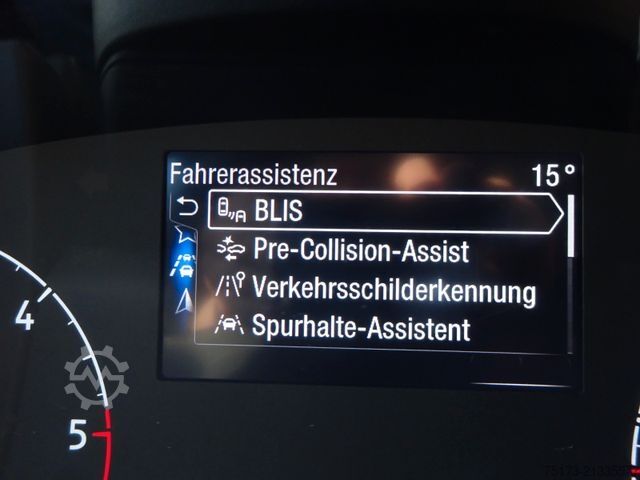 Fahrerassistenz 15°
BLIS
Pre-Collision-Assist
Verkehrsschilderkennung
Spurhalte-Assistent
4
5